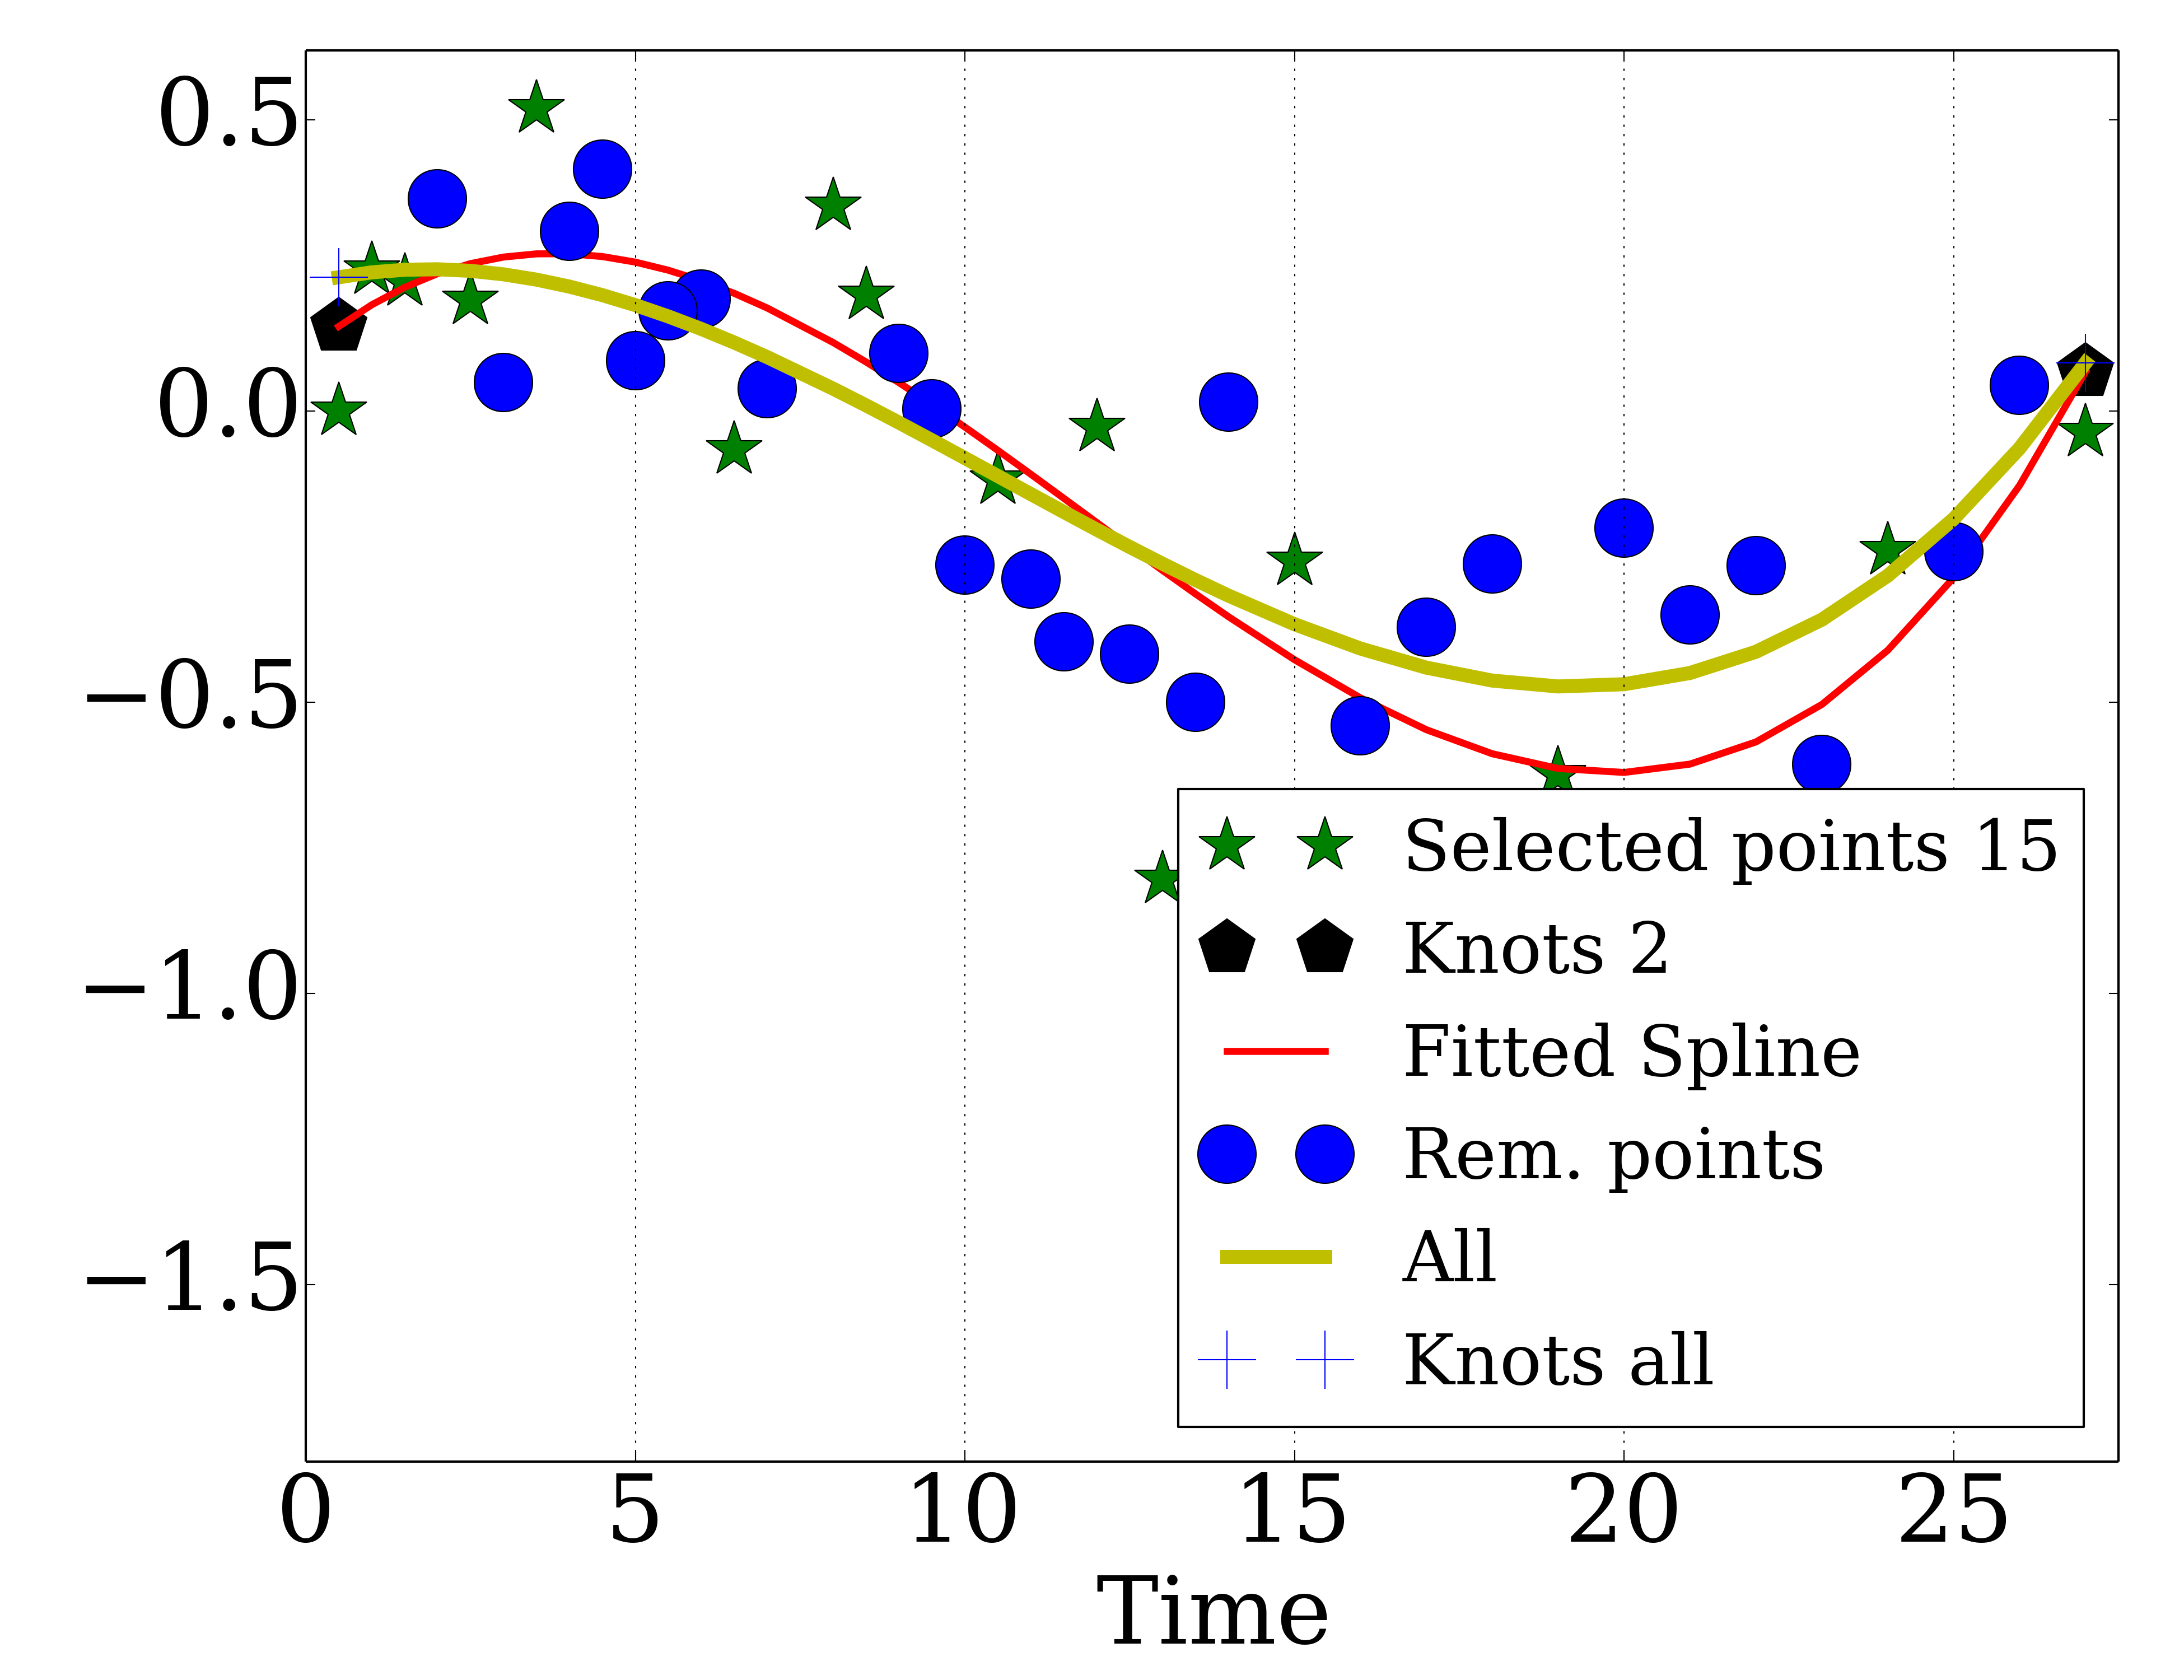 0.5
0.0
−0.5
−1.0
−1.5
Selected points 15
Knots 2
Fitted Spline
Rem. points
All
Knots all
0 5 10 15 20 25
Time